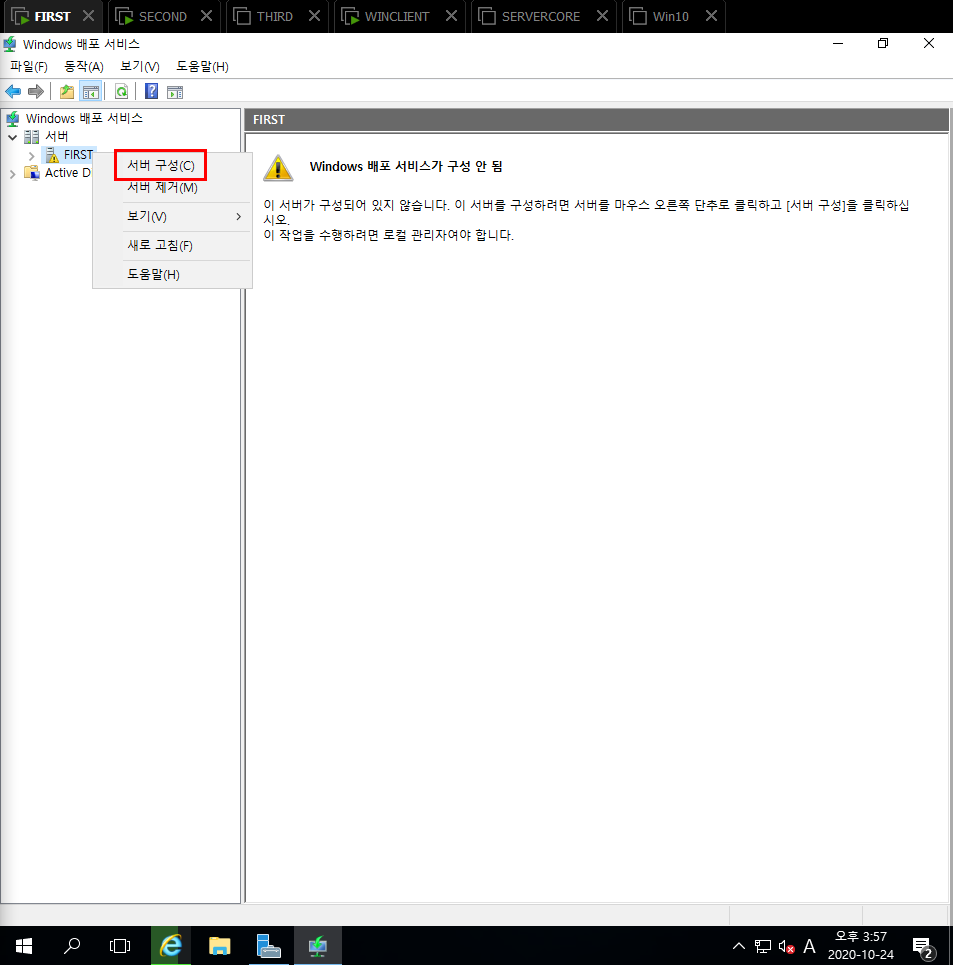 FIRST
SECOND
THIRD
WINCLIENT
SERVERCORE
Win10
Windows 배포 서비스
파일(F) 동작(A) 보기(V) 도움말(H)
Windows 배포 서비스
서버
FIRST
Active D
서버 구성(C)
서버 제거(M)
보기(V)
새로 고침(F)
도움말(H)
FIRST
Windows 배포 서비스가 구성 안 됨
이 서버가 구성되어 있지 않습니다. 이 서버를 구성하려면 서버를 마우스 오른쪽 단추로 클릭하고 [서버 구성]을 클릭하십
시오.
이 작업을 수행하려면 로컬 관리자여야 합니다.
A
오후 3:57
2020-10-24
2